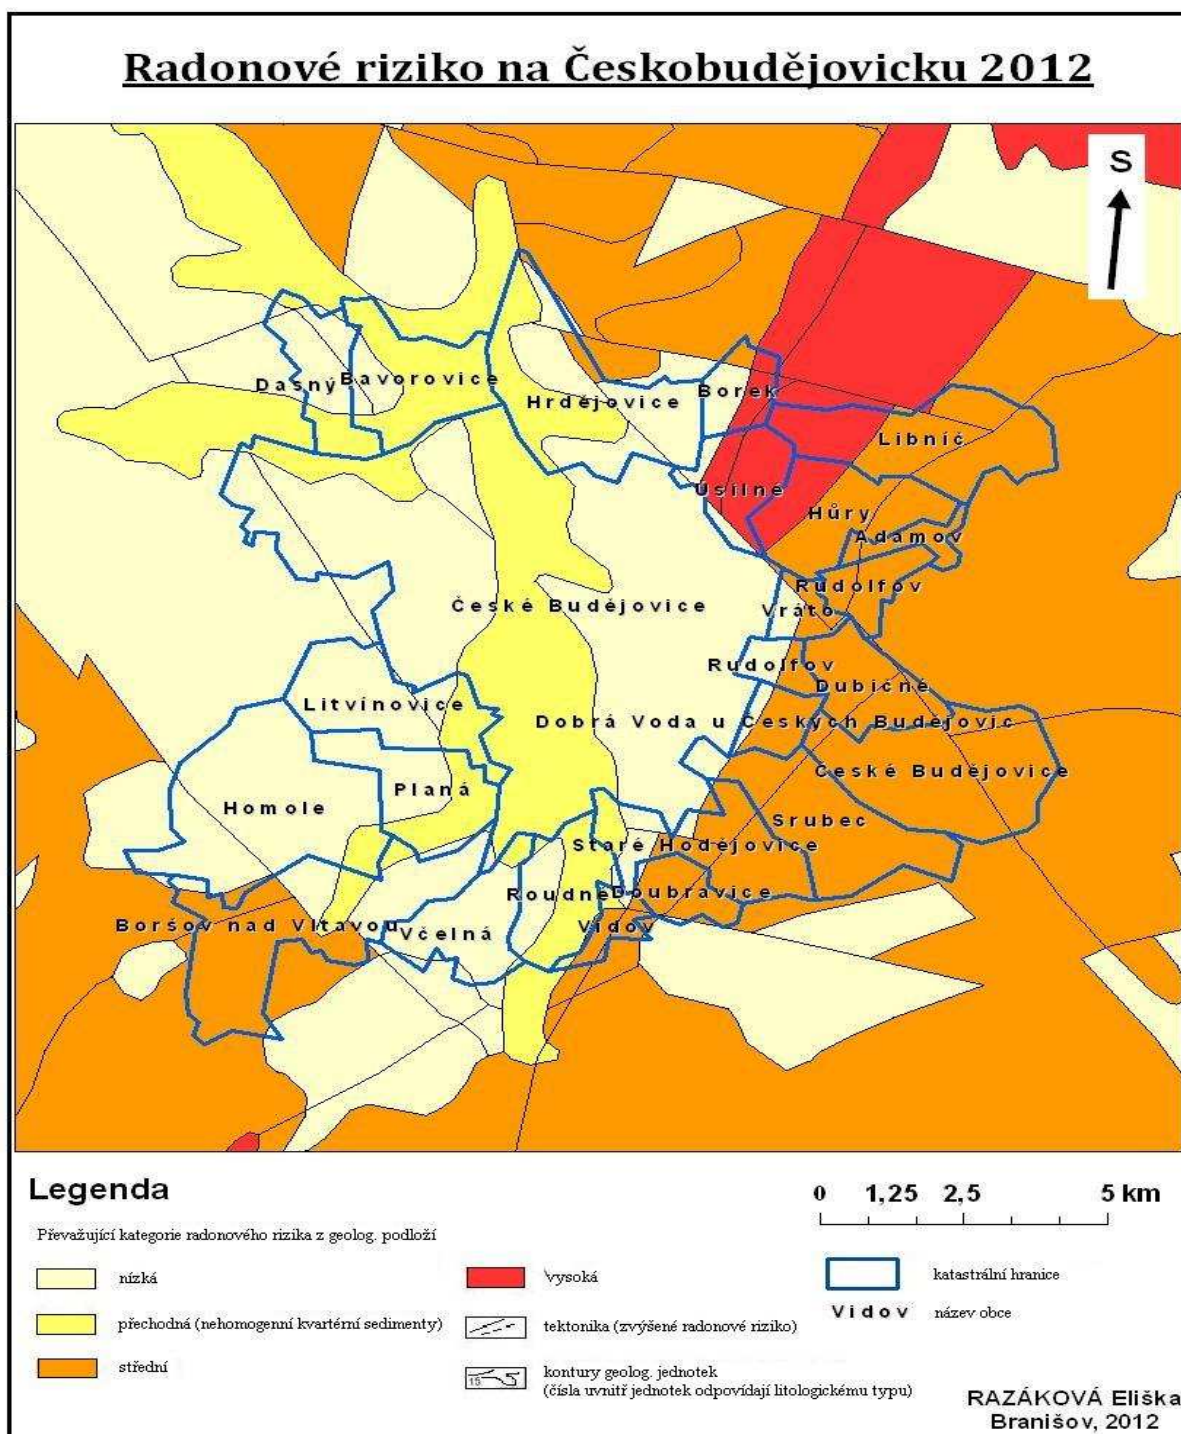 Radonové riziko na Českobudějovicku 2012
S
Dasný
Bavorovice
Hrdějovice
Borek
Libníč
Úsilné
Hůry
Adamov
Rudolfov
Vráto
České Budějovice
Rudolfov
Dubičné
Litvínovice
Dobrá Voda u Českých Budějovic
České Budějovice
Planá
Homole
Srubec
Staré Hodějovice
Roudné
Doubravice
Boršov nad Vltavou
Včelná
Vidov
Legenda
Převažující kategorie radonového rizika z geolog. podloží
nízká
přechodná (nehomogenní kvartérní sedimenty)
střední
vysoká
tektonika (zvýšené radonové riziko)
15
kontury geolog. jednotek
(čísla uvnitř jednotek odpovídají litologickému typu)
0 1,25 2,5 5 km
katastrální hranice
Vidov název obce
RAZÁKOVÁ Eliška
Branišov, 2012